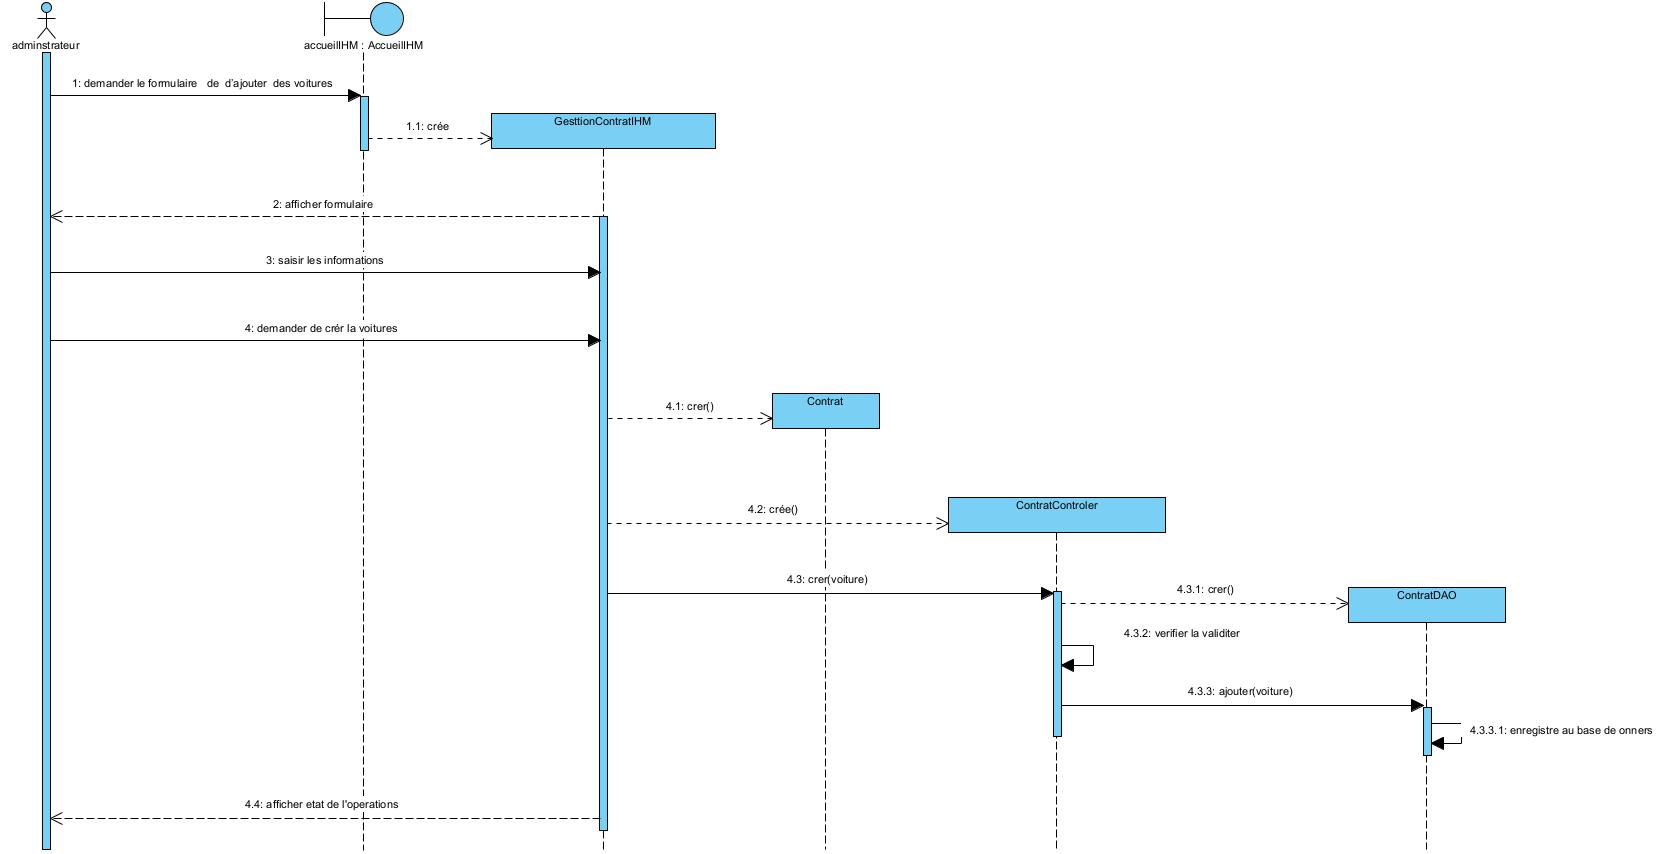 adminstrateur
accueilIHM : AccueilIHM
1: demander le formulaire de d'ajouter des voitures
1.1: crée
GesttionContratIHM
2: afficher formulaire
3: saisir les informations
4: demander de crér la voitures
4.1: crer()
Contrat
4.2: crée()
ContratControler
4.3: crer(voiture)
4.3.1: crer()
ContratDAO
4.3.2: verifier la validiter
4.3.3: ajouter(voiture)
4.3.3.1: enregistre au base de onners
4.4: afficher etat de l'operations